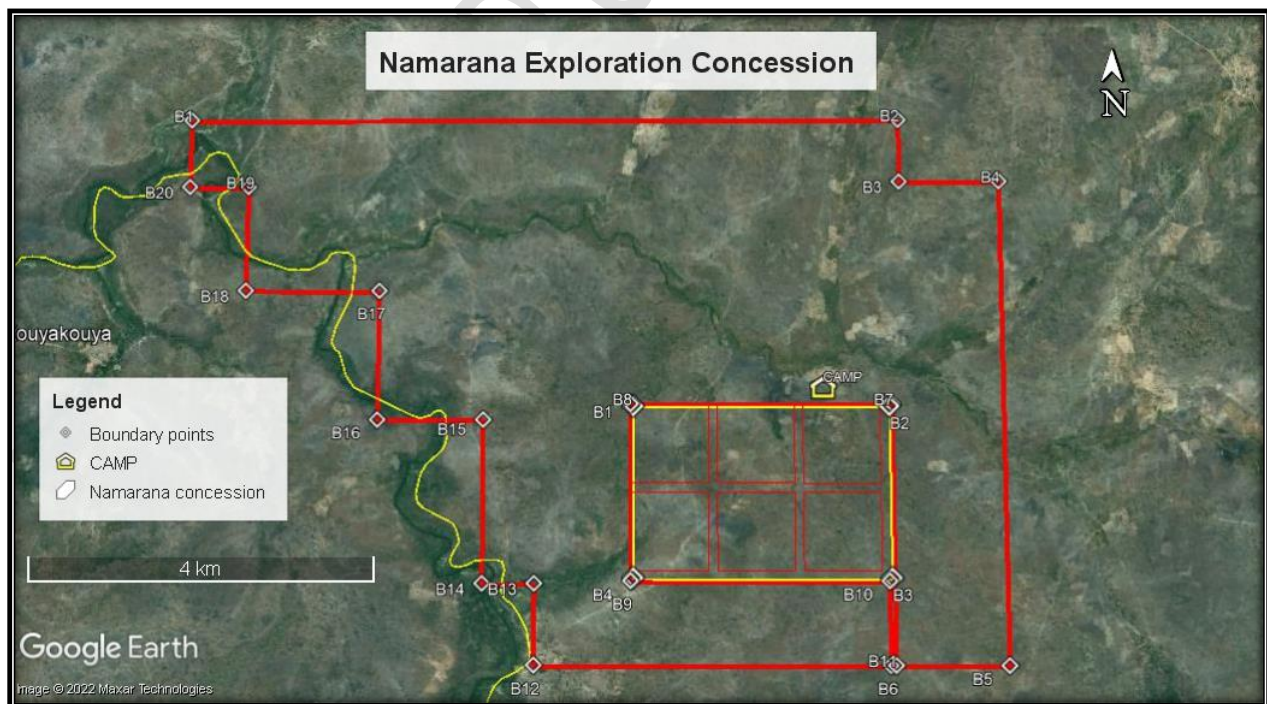 Namarana Exploration Concession
N
B1
B2
B20
B19
B3
B4
B18
B17
ouyakouya
CAMP
B8
B7
B1
B2
Legend
Boundary points
CAMP
Namarana concession
B16
B15
4 km
B14
B13
B4
B9
B10
B3
Google Earth
B11
B12
B6
B5
Image © 2022 Maxar Technologies